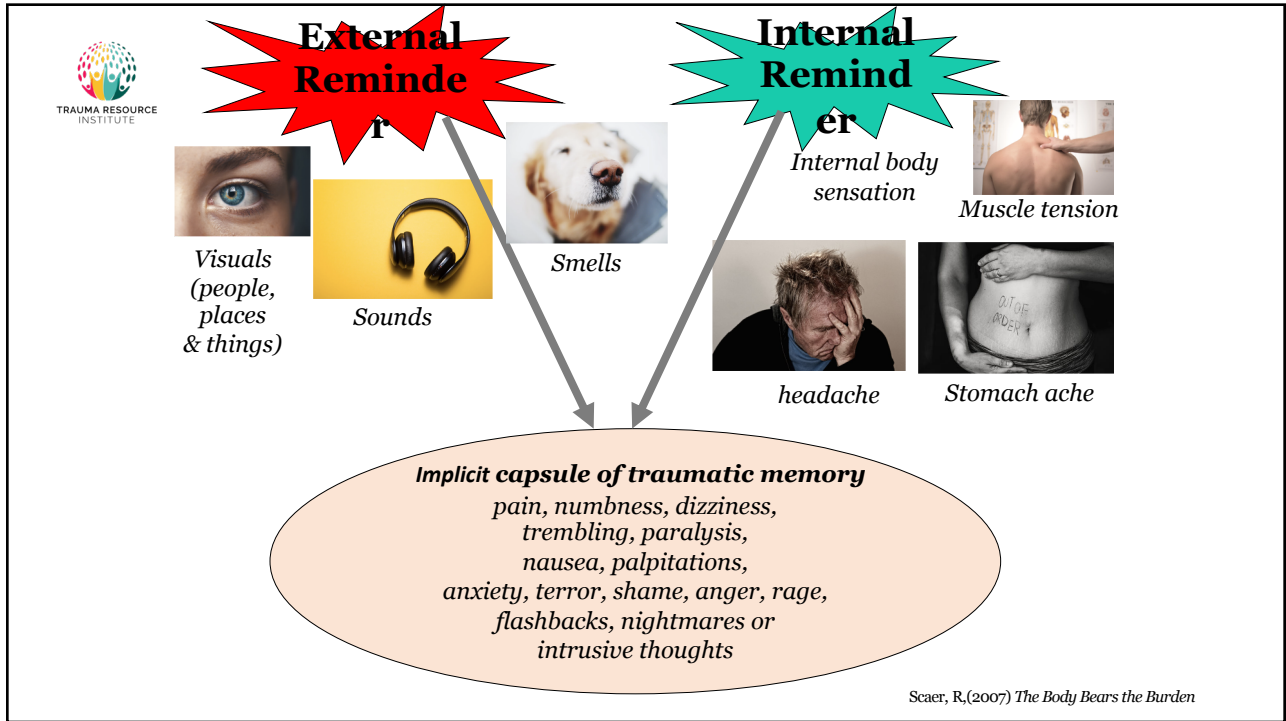 TRAUMA RESOURCE
INSTITUTE
External
Reminde
r
Internal
Remind
er
Visuals
(people,
places
& things)
Sounds
Smells
Internal body
sensation
Muscle tension
headache
OUT OF
ORDER
Stomach ache
Implicit capsule of traumatic memory
pain, numbness, dizziness,
trembling, paralysis,
nausea, palpitations,
anxiety, terror, shame, anger, rage,
flashbacks, nightmares or
intrusive thoughts
Scaer, R,(2007) The Body Bears the Burden